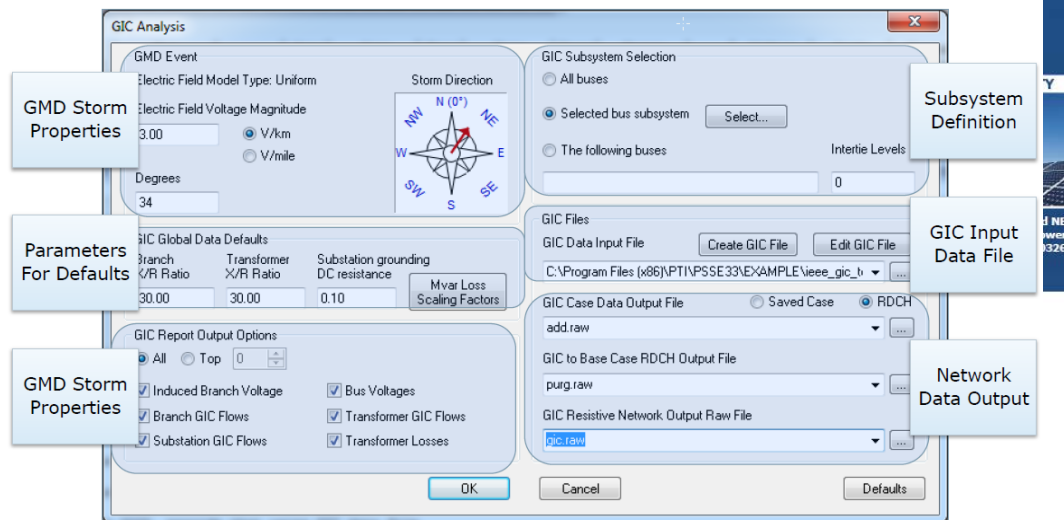 GIC Analysis
GMD Event
Electric Field Model Type: Uniform
Storm Direction
Electric Field Voltage Magnitude
3.00
V/km
V/mile
Degrees
34
N (0°)
NE
E
SE
S
SW
W
NW
GIC Global Data Defaults
Branch X/R Ratio
Transformer X/R Ratio
Substation grounding DC resistance
30.00
30.00
0.10
Mvar Loss
Scaling Factors
GIC Report Output Options
All
Top
0
Induced Branch Voltage
Bus Voltages
Branch GIC Flows
Transformer GIC Flows
Substation GIC Flows
Transformer Losses
GIC Subsystem Selection
All buses
Selected bus subsystem
Select...
The following buses
Intertie Levels
0
GIC Files
GIC Data Input File
Create GIC File
Edit GIC File
C:\Program Files (x86)\PTI\PSSE33\EXAMPLE\ieee_gic_t
...
GIC Case Data Output File
Saved Case
RDCH
add.raw
...
GIC to Base Case RDCH Output File
purg.raw
...
GIC Resistive Network Output Raw File
gic.raw
...
OK
Cancel
Defaults
GMD Storm
Properties
Parameters
For Defaults
GMD Storm
Properties
Subsystem
Definition
GIC Input
Data File
Network
Data Output